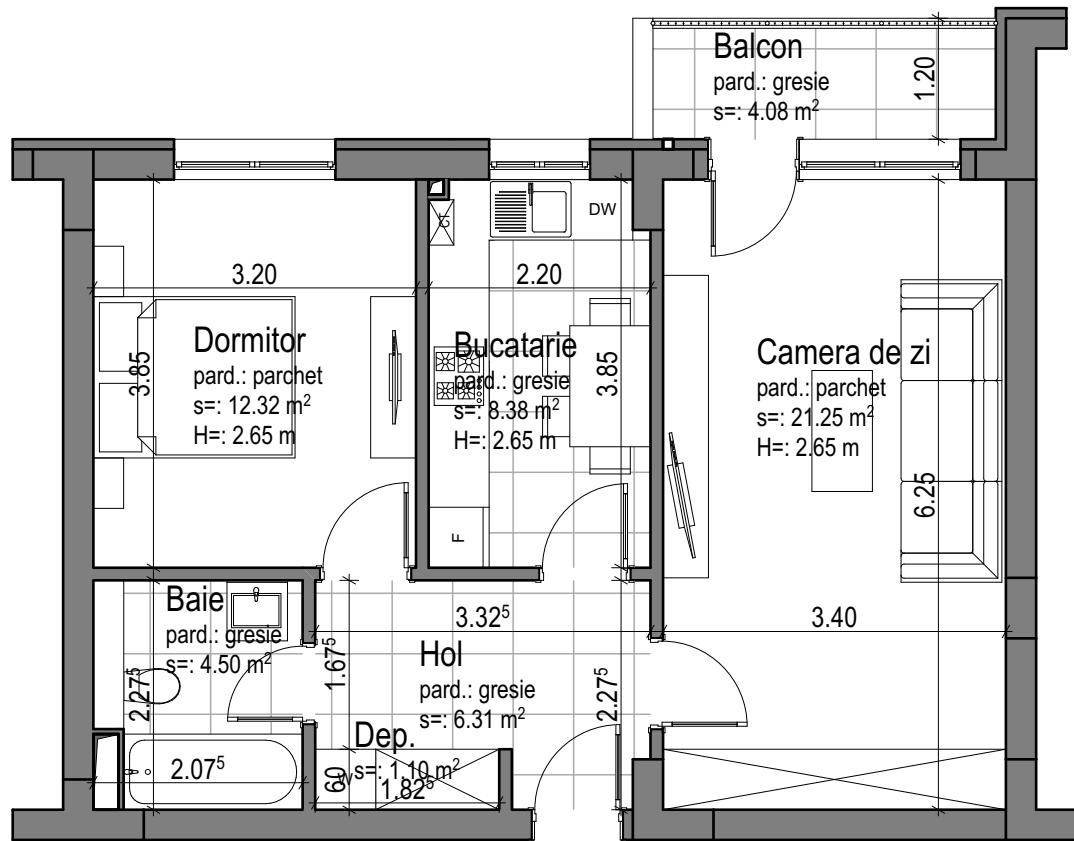 Balcon
pard.: gresie
s=: 4.08 m²
1.20
DW
CT
3.20
2.20
Dormitor
pard.: parchet
s=: 12.32 m²
H=: 2.65 m
3.85
Bucatarie
pard.: gresie
s=: 8.38 m²
H=: 2.65 m
3.85
Camera de zi
pard.: parchet
s=: 21.25 m²
H=: 2.65 m
6.25
F
Baie
pard.: gresie
s=: 4.50 m²
2.27⁵
2.07⁵
3.32⁵
1.67⁵
Hol
pard.: gresie
s=: 6.31 m²
2.27⁵
3.40
Dep.
s=: 1.10 m²
W
60
1.82⁵